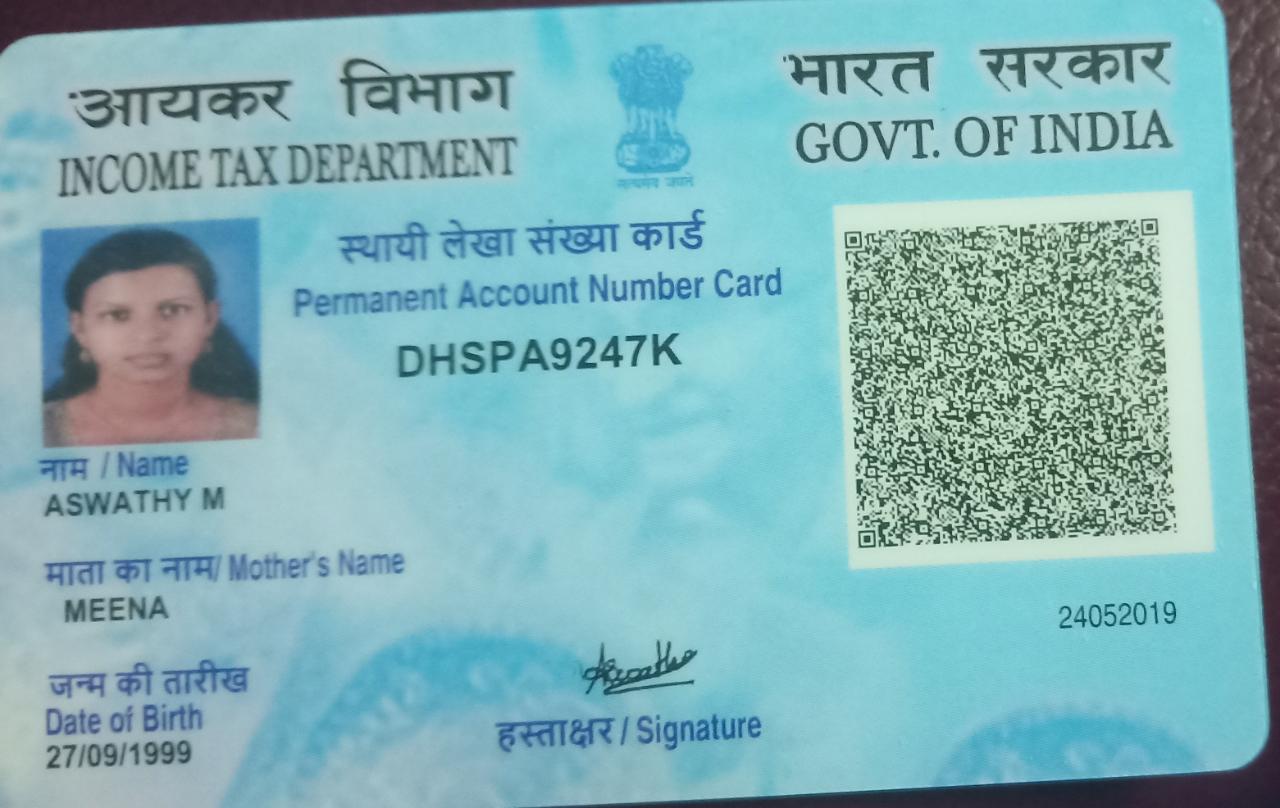 आयकर विभाग
INCOME TAX DEPARTMENT
भारत सरकार
GOVT. OF INDIA
सत्यमेव जयते
स्थायी लेखा संख्या कार्ड
Permanent Account Number Card
DHSPA9247K
नाम / Name
ASWATHY M
माता का नाम/ Mother's Name
MEENA
जन्म की तारीख
Date of Birth
27/09/1999
24052019
हस्ताक्षर / Signature